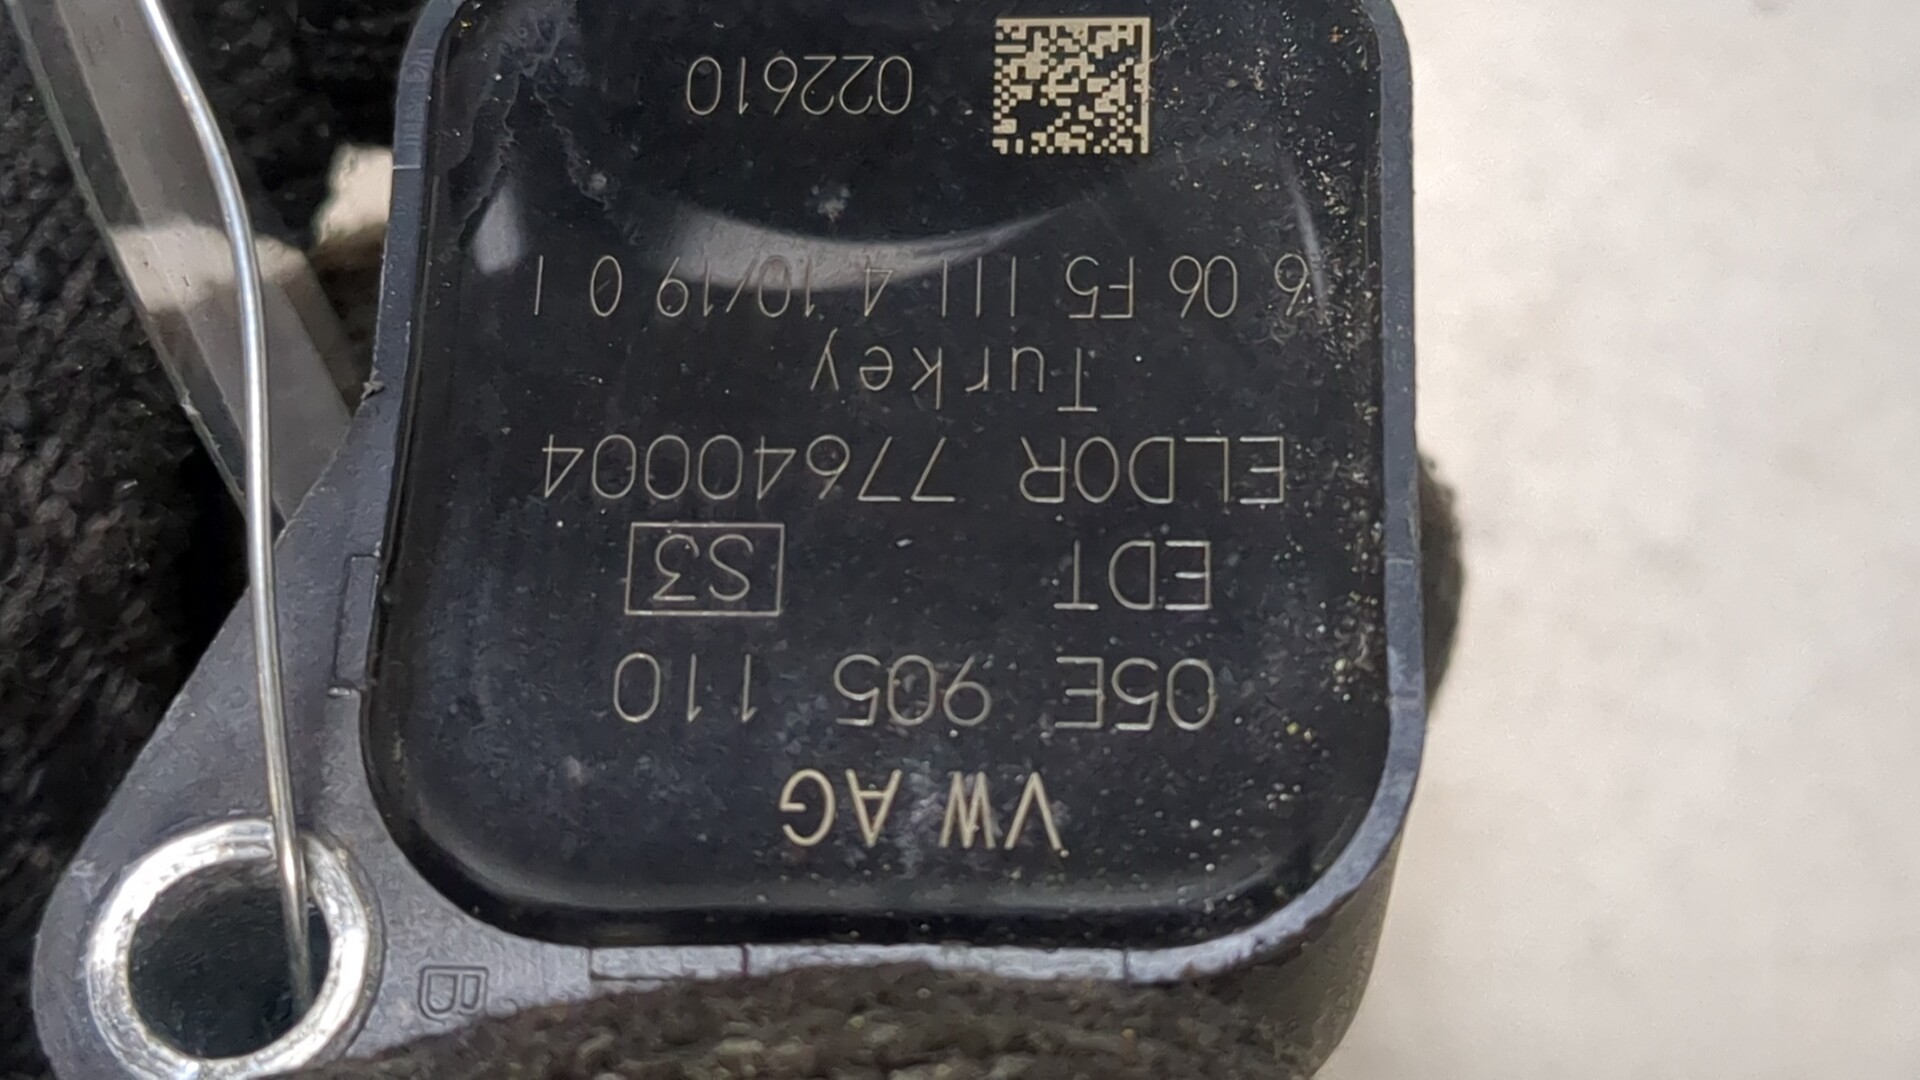 VW AG
05E 905 110
EDT S3
ELDOR 77640004
Turkey
6 06 F5 111 4 10/19 0 1
022610
B